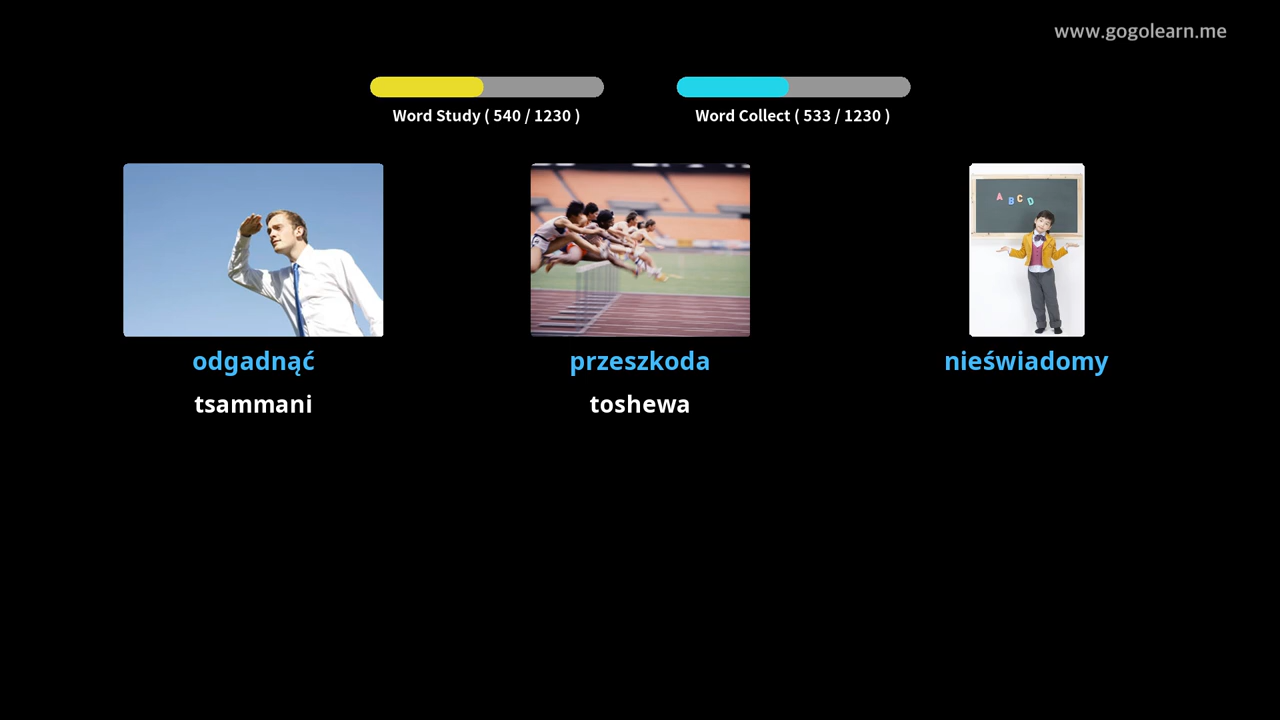 www.gogolearn.me
Word Study ( 540 / 1230 )
Word Collect ( 533 / 1230 )
A B C D
odgadnąć
przeszkoda
nieświadomy
tsammani
toshewa